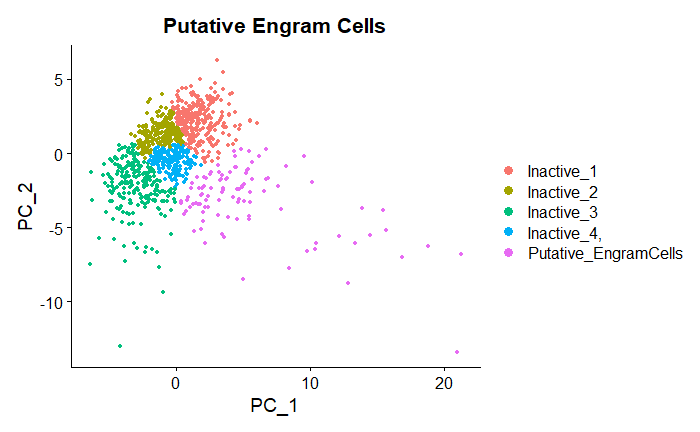 Putative Engram Cells
5
0
-5
-10
PC_2
0
10
20
PC_1
Inactive_1
Inactive_2
Inactive_3
Inactive_4,
Putative_EngramCells